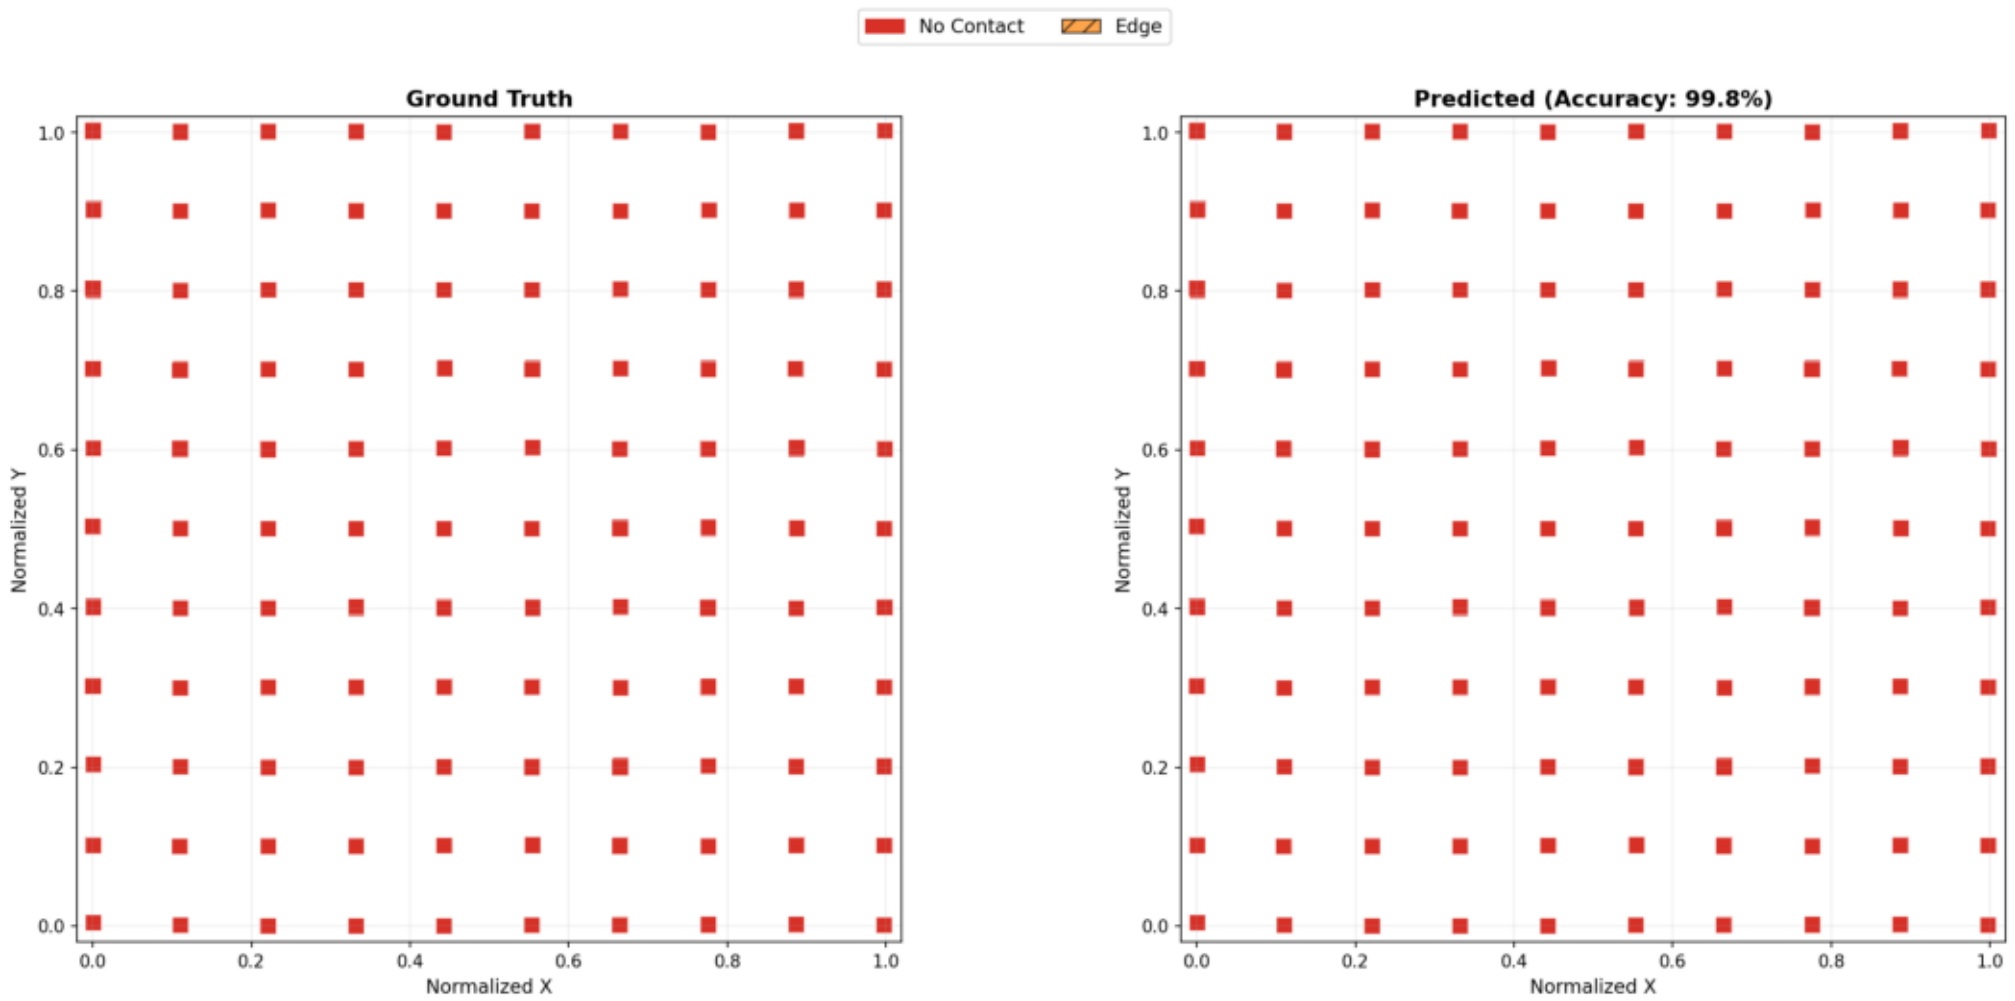 No Contact Edge
Ground Truth
1.0
0.8
0.6
0.4
0.2
0.0
Normalized Y
0.0 0.2 0.4 0.6 0.8 1.0
Normalized X
Predicted (Accuracy: 99.8%)
1.0
0.8
0.6
0.4
0.2
0.0
Normalized Y
0.0 0.2 0.4 0.6 0.8 1.0
Normalized X